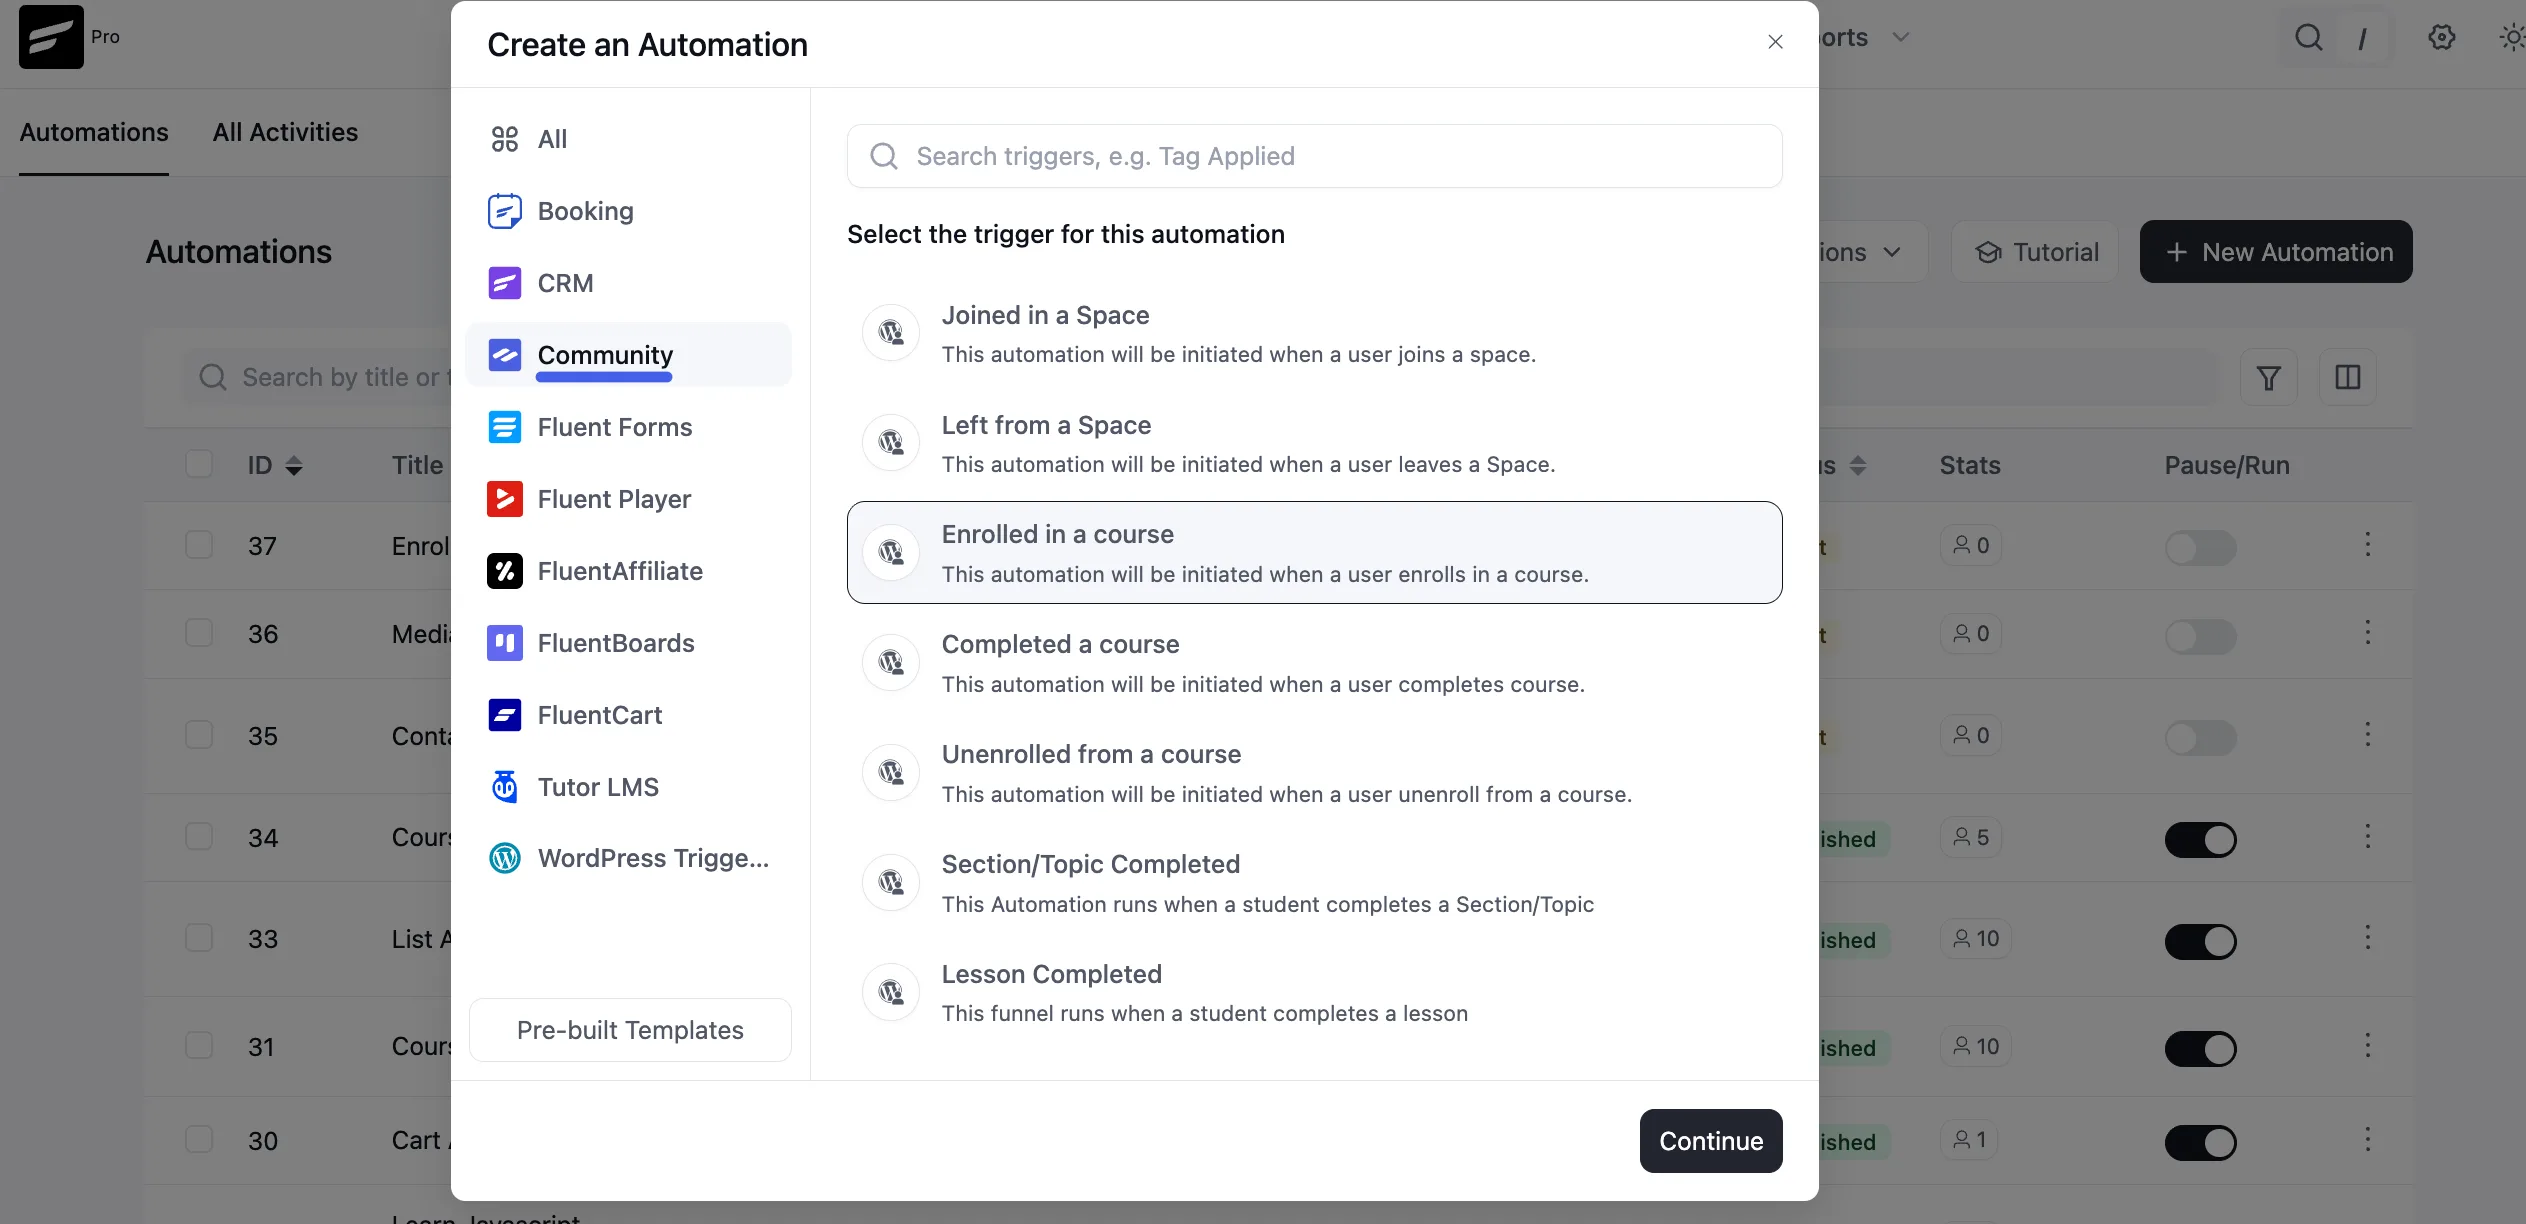 Pro
Create an Automation
orts
/
Automations
All Activities
All
Booking
CRM
Community
Fluent Forms
Fluent Player
FluentAffiliate
FluentBoards
FluentCart
Tutor LMS
WordPress Trigge...
Pre-built Templates
Search triggers, e.g. Tag Applied
Select the trigger for this automation
Joined in a Space
This automation will be initiated when a user joins a space.
Left from a Space
This automation will be initiated when a user leaves a Space.
Enrolled in a course
This automation will be initiated when a user enrolls in a course.
Completed a course
This automation will be initiated when a user completes course.
Unenrolled from a course
This automation will be initiated when a user unenroll from a course.
Section/Topic Completed
This Automation runs when a student completes a Section/Topic
Lesson Completed
This funnel runs when a student completes a lesson
Continue
Automations
ions
Tutorial
+ New Automation
Search by title or t
ID Title us Stats Pause/Run
37 Enrol t 0
36 Media t 0
35 Conta t 0
34 Cours ished 5
33 List A ished 10
31 Cours ished 10
30 Cart A ished 1